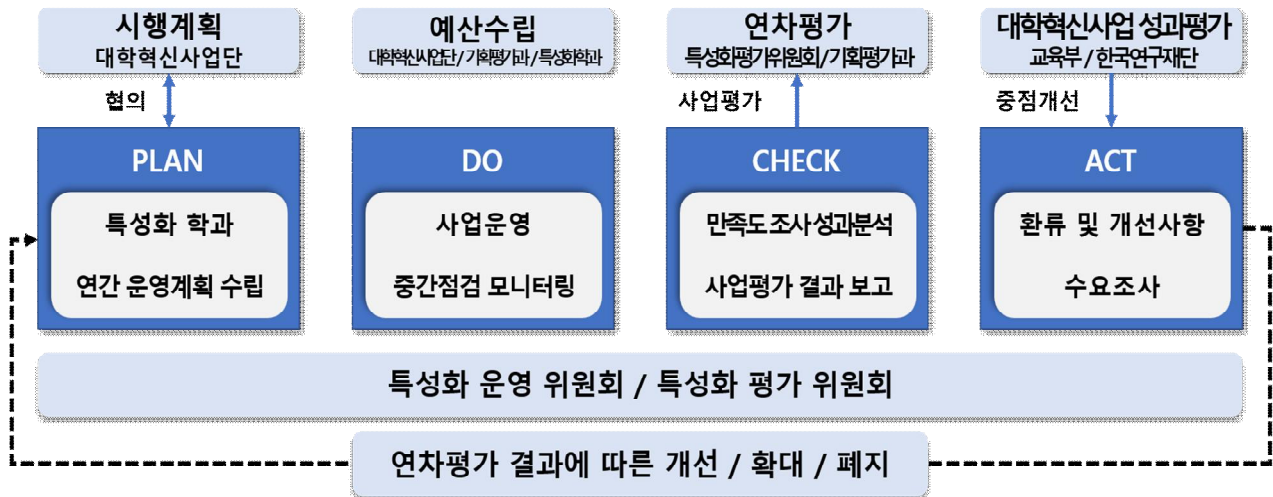 시행계획
대학혁신사업단
예산수립
대학혁신사업단/ 기획평가과/ 특성화학과
연차평가
특성화평가위원회/기획평가과
대학혁신사업 성과평가
교육부 / 한국연구재단
협의
사업평가
중점개선
PLAN
특성화 학과
연간 운영계획 수립
DO
사업운영
중간점검 모니터링
CHECK
만족도 조사 성과분석
사업평가 결과 보고
ACT
환류 및 개선사항
수요조사
특성화 운영 위원회 / 특성화 평가 위원회
연차평가 결과에 따른 개선 / 확대 / 폐지